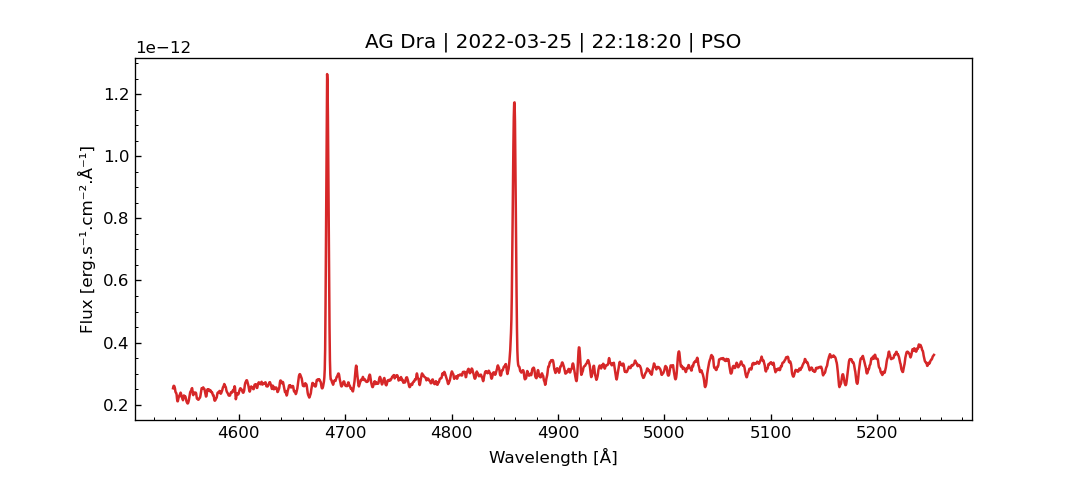 AG Dra | 2022-03-25 | 22:18:20 | PSO
1e−12
1.2
1.0
0.8
0.6
0.4
0.2
Flux [erg.s⁻¹.cm⁻².Å⁻¹]
4600 4700 4800 4900 5000 5100 5200
Wavelength [Å]